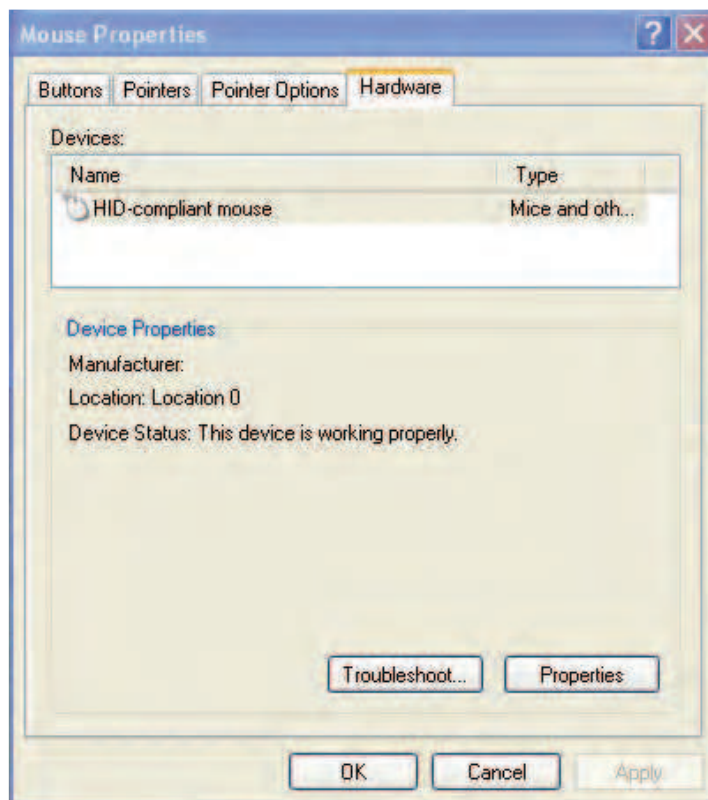 Mouse Properties
?
Buttons Pointers Pointer Options Hardware
Devices:
Name Type
HID-compliant mouse Mice and oth...
Device Properties
Manufacturer:
Location: Location 0
Device Status: This device is working properly.
Troubleshoot... Properties
OK Cancel Apply